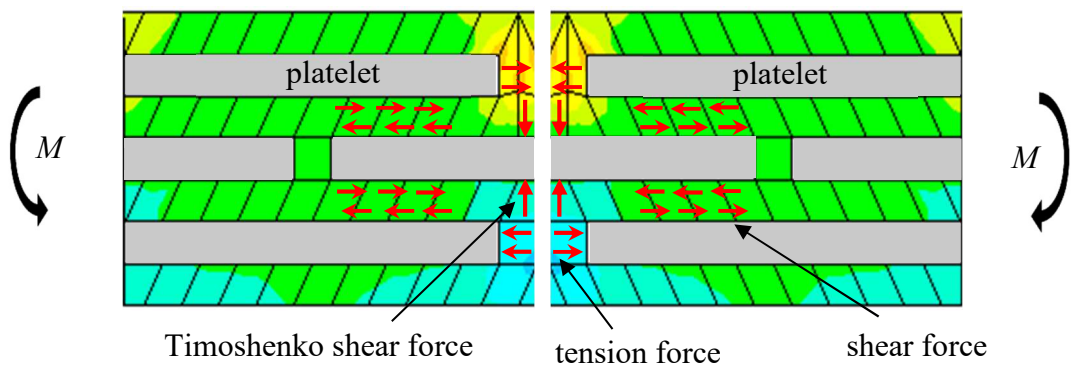 platelet
platelet
M
M
Timoshenko shear force
tension force
shear force